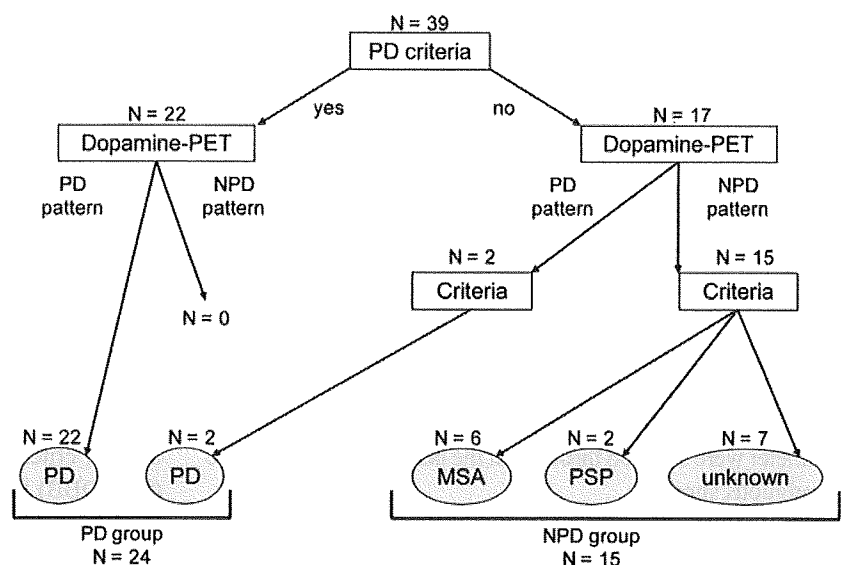 N = 39
PD criteria
yes
no
N = 22
Dopamine-PET
N = 17
Dopamine-PET
PD
pattern
NPD
pattern
PD
pattern
NPD
pattern
N = 0
N = 2
Criteria
N = 15
Criteria
N = 22
PD
N = 2
PD
N = 6
MSA
N = 2
PSP
N = 7
unknown
PD group
N = 24
NPD group
N = 15